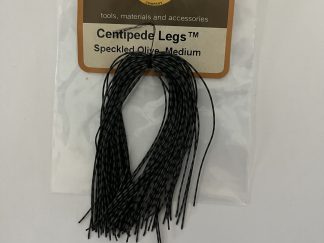 tools, materials and accessories
Centipede Legs™
Speckled Olive, Medium